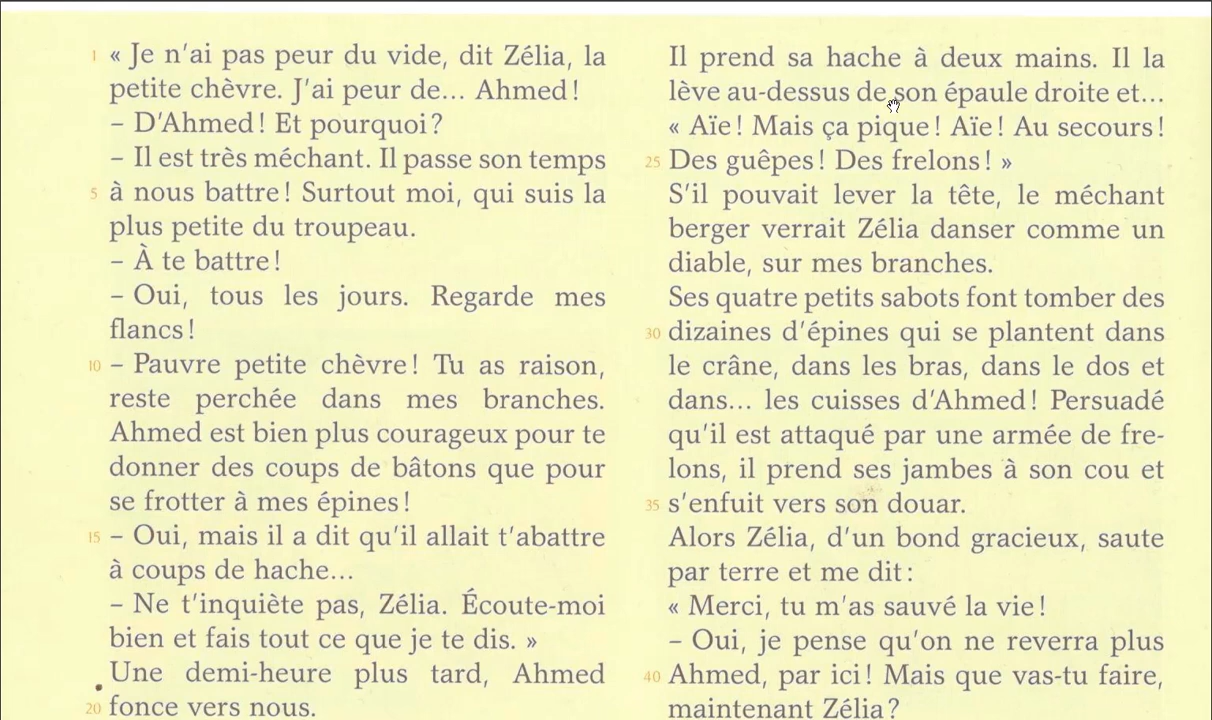 1 « Je n'ai pas peur du vide, dit Zélia, la
petite chèvre. J'ai peur de... Ahmed !
– D'Ahmed ! Et pourquoi ?
– Il est très méchant. Il passe son temps
5 à nous battre ! Surtout moi, qui suis la
plus petite du troupeau.
– À te battre !
– Oui, tous les jours. Regarde mes
flancs !
10 – Pauvre petite chèvre ! Tu as raison,
reste perchée dans mes branches.
Ahmed est bien plus courageux pour te
donner des coups de bâtons que pour
se frotter à mes épines !
15 – Oui, mais il a dit qu'il allait t'abattre
à coups de hache...
– Ne t'inquiète pas, Zélia. Écoute-moi
bien et fais tout ce que je te dis. »
Une demi-heure plus tard, Ahmed
20 fonce vers nous.
Il prend sa hache à deux mains. Il la
lève au-dessus de son épaule droite et...
« Aïe ! Mais ça pique ! Aïe ! Au secours !
25 Des guêpes ! Des frelons ! »
S'il pouvait lever la tête, le méchant
berger verrait Zélia danser comme un
diable, sur mes branches.
Ses quatre petits sabots font tomber des
30 dizaines d'épines qui se plantent dans
le crâne, dans les bras, dans le dos et
dans... les cuisses d'Ahmed ! Persuadé
qu'il est attaqué par une armée de fre-
lons, il prend ses jambes à son cou et
35 s'enfuit vers son douar.
Alors Zélia, d'un bond gracieux, saute
par terre et me dit :
« Merci, tu m'as sauvé la vie !
– Oui, je pense qu'on ne reverra plus
40 Ahmed, par ici ! Mais que vas-tu faire,
maintenant Zélia ?